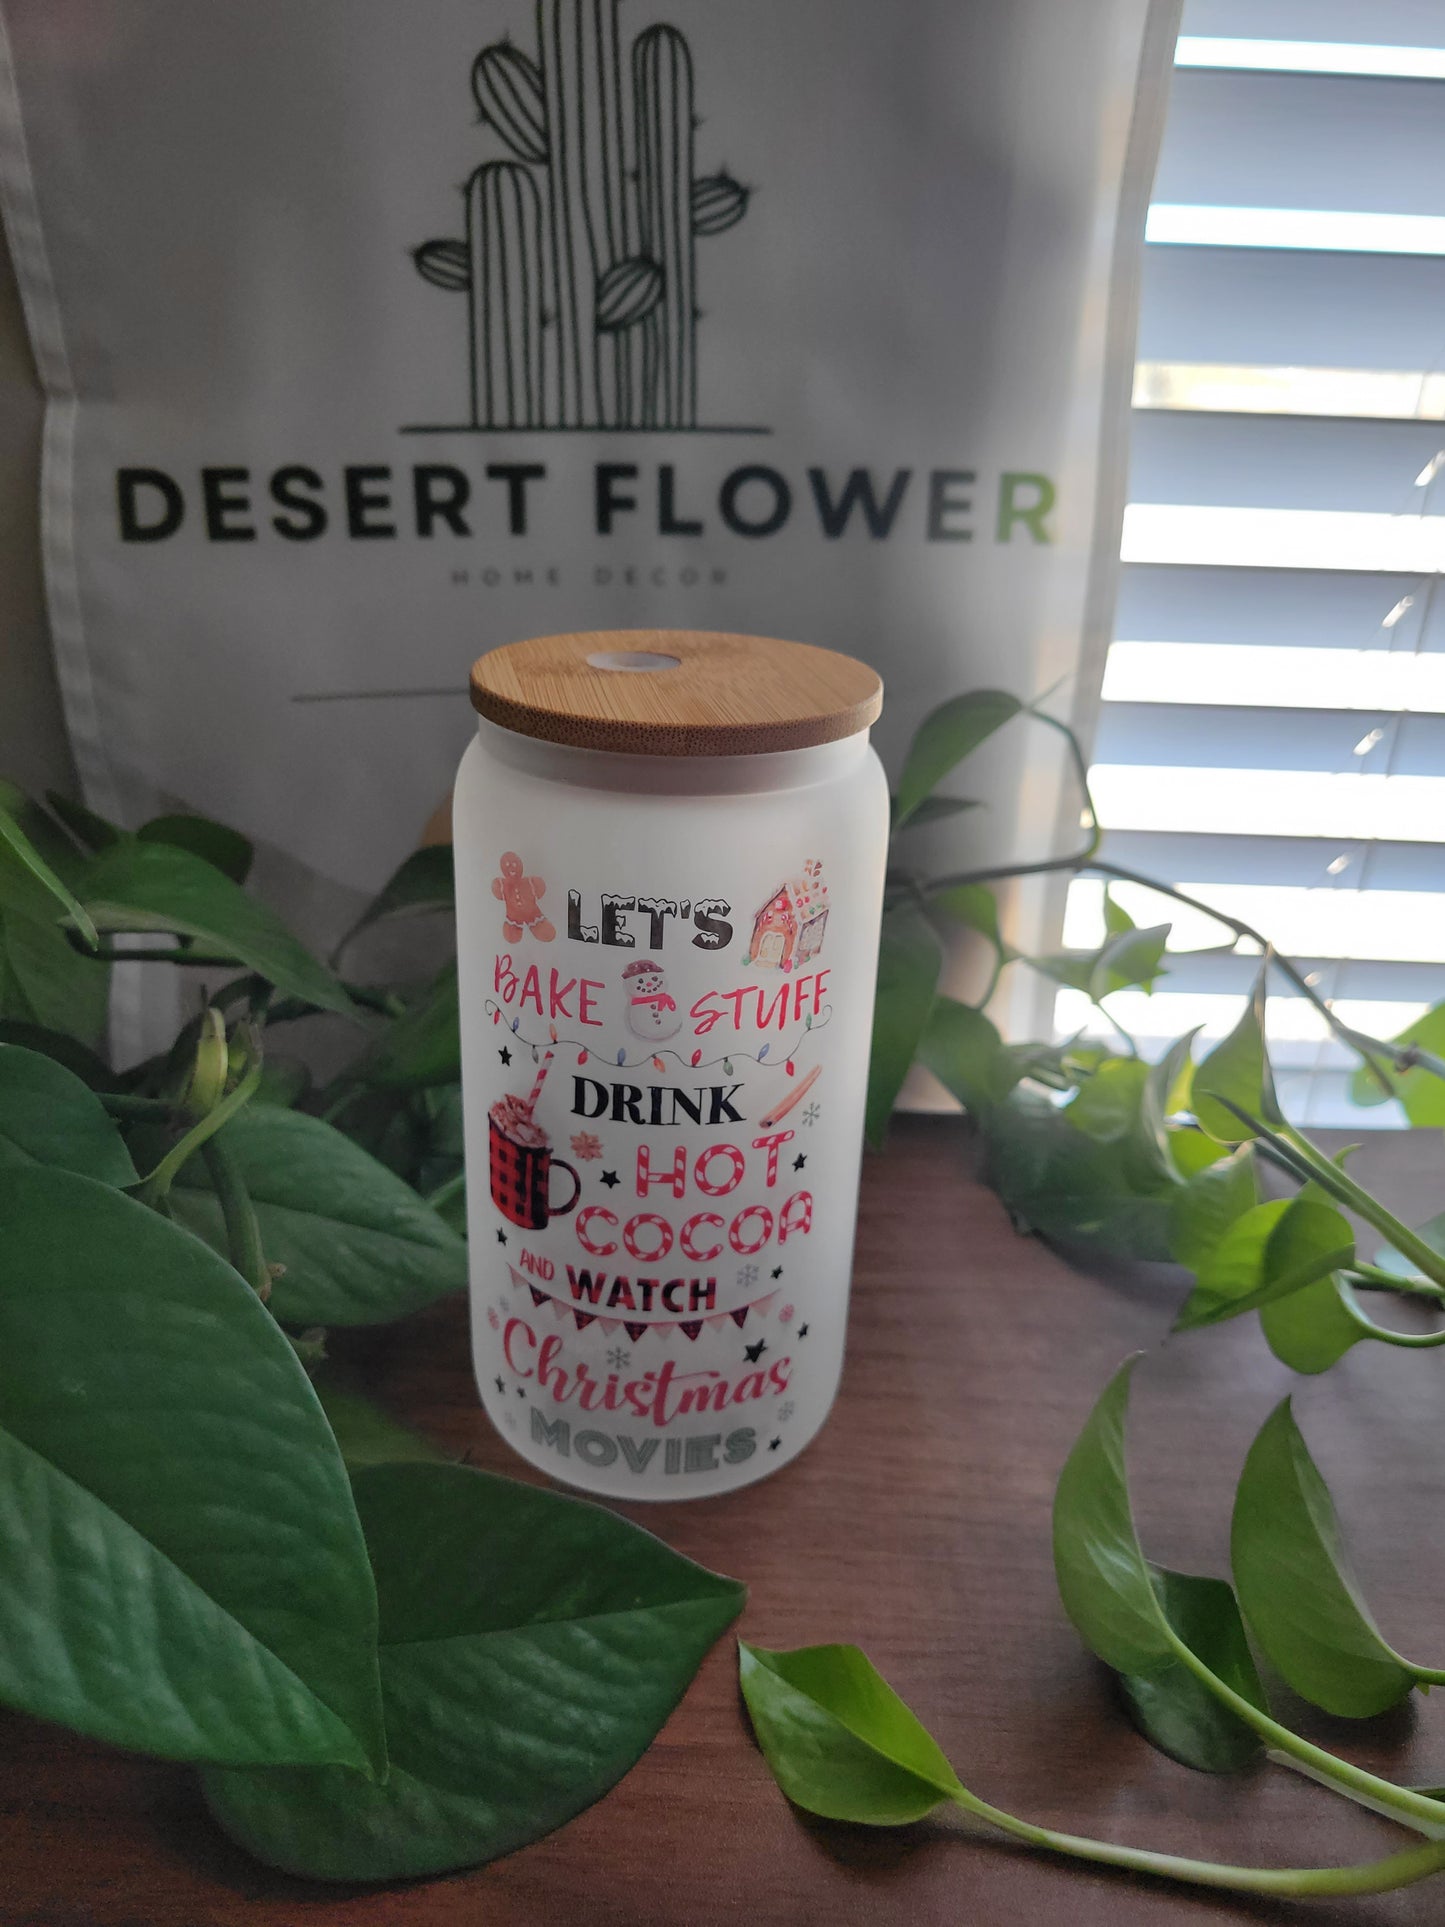 DESERT FLOWER
HOME DECOR
LET'S
BAKE STUFF
DRINK
HOT
COCOA
AND WATCH
Christmas
MOVIES